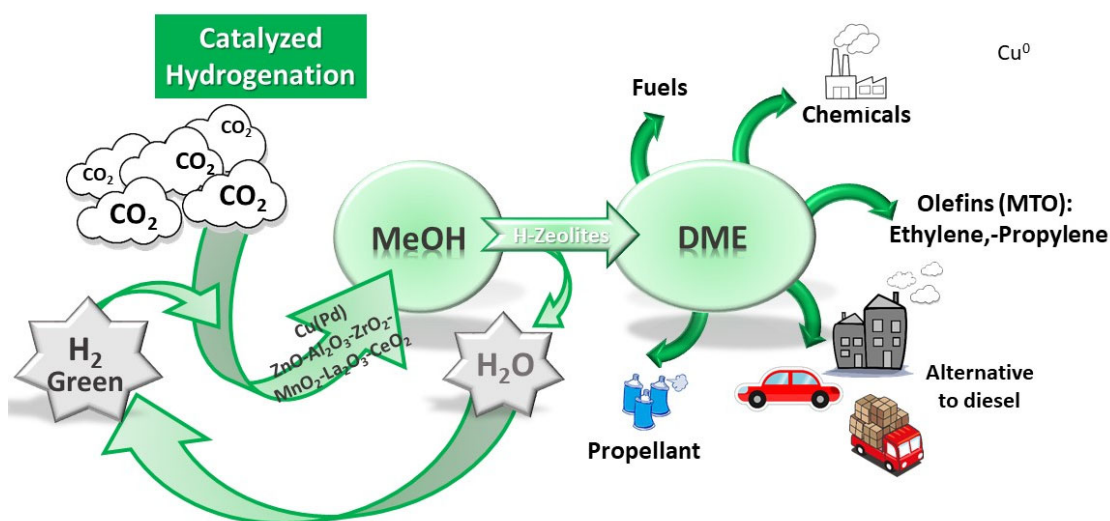 Catalyzed
Hydrogenation
CO₂
CO₂
CO₂
CO₂
CO₂
H₂
Green
Cu(Pd)
ZnO-Al₂O₃-ZrO₂-
MnO₂-La₂O₃-CeO₂
MeOH
H-Zeolites
H₂O
DME
Fuels
Chemicals
Cu⁰
Olefins (MTO):
Ethylene,-Propylene
Alternative
to diesel
Propellant